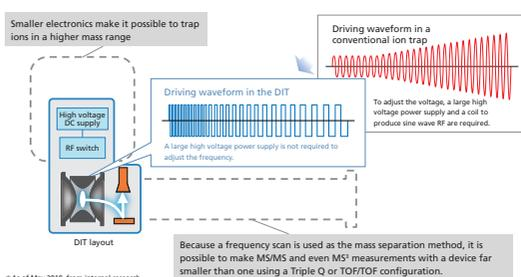 Smaller electronics make it possible to trap
ions in a higher mass range
Driving waveform in a
conventional ion trap
To adjust the voltage, a large high
voltage power supply and a coil to
produce sine wave RF are required.
Driving waveform in the DIT
A large high voltage power supply is not required to
adjust the frequency.
High voltage
DC supply
RF switch
DIT layout
Because a frequency scan is used as the mass separation method, it is
possible to make MS/MS and even MS³ measurements with a device far
smaller than one using a Triple Q or TOF/TOF configuration.